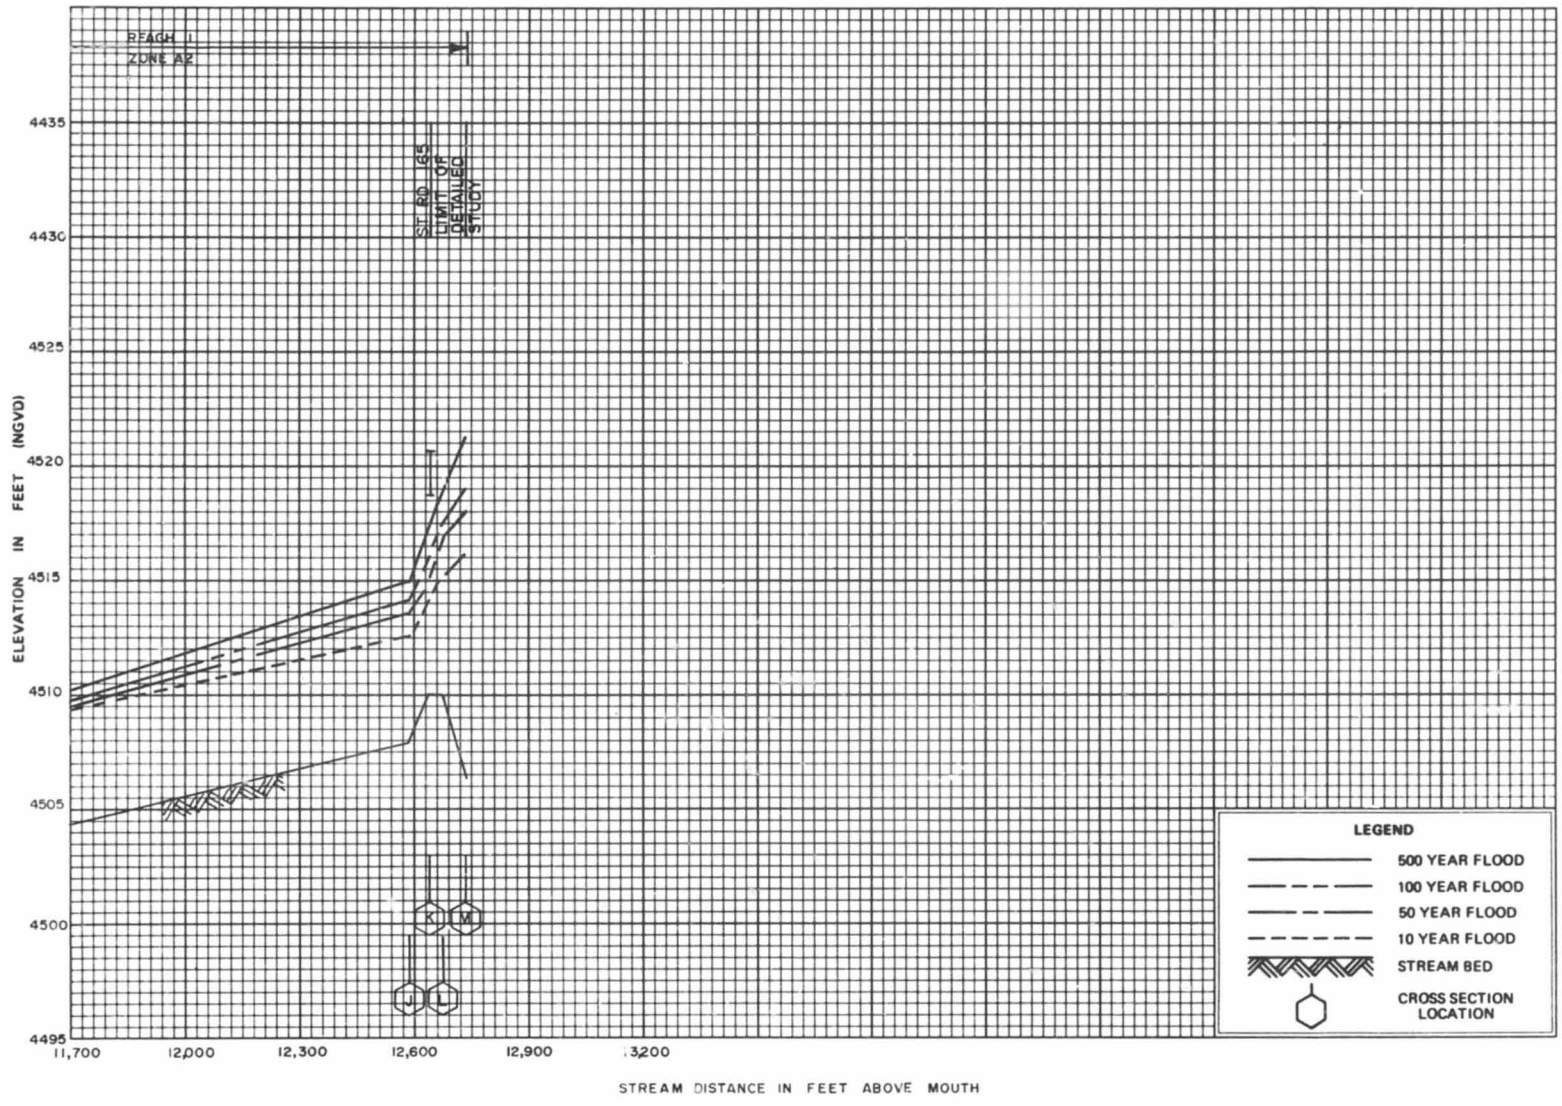 REACH 1
ZONE A2
4435
ST RD 165
LIMIT OF
DETAILED
STUDY
4430
4525
4520
4515
4510
4505
4500
4495
ELEVATION IN FEET (NGVD)
K
M
J
L
11,700
12,000
12,300
12,600
12,900
13,200
STREAM DISTANCE IN FEET ABOVE MOUTH
LEGEND
500 YEAR FLOOD
100 YEAR FLOOD
50 YEAR FLOOD
10 YEAR FLOOD
STREAM BED
CROSS SECTION
LOCATION